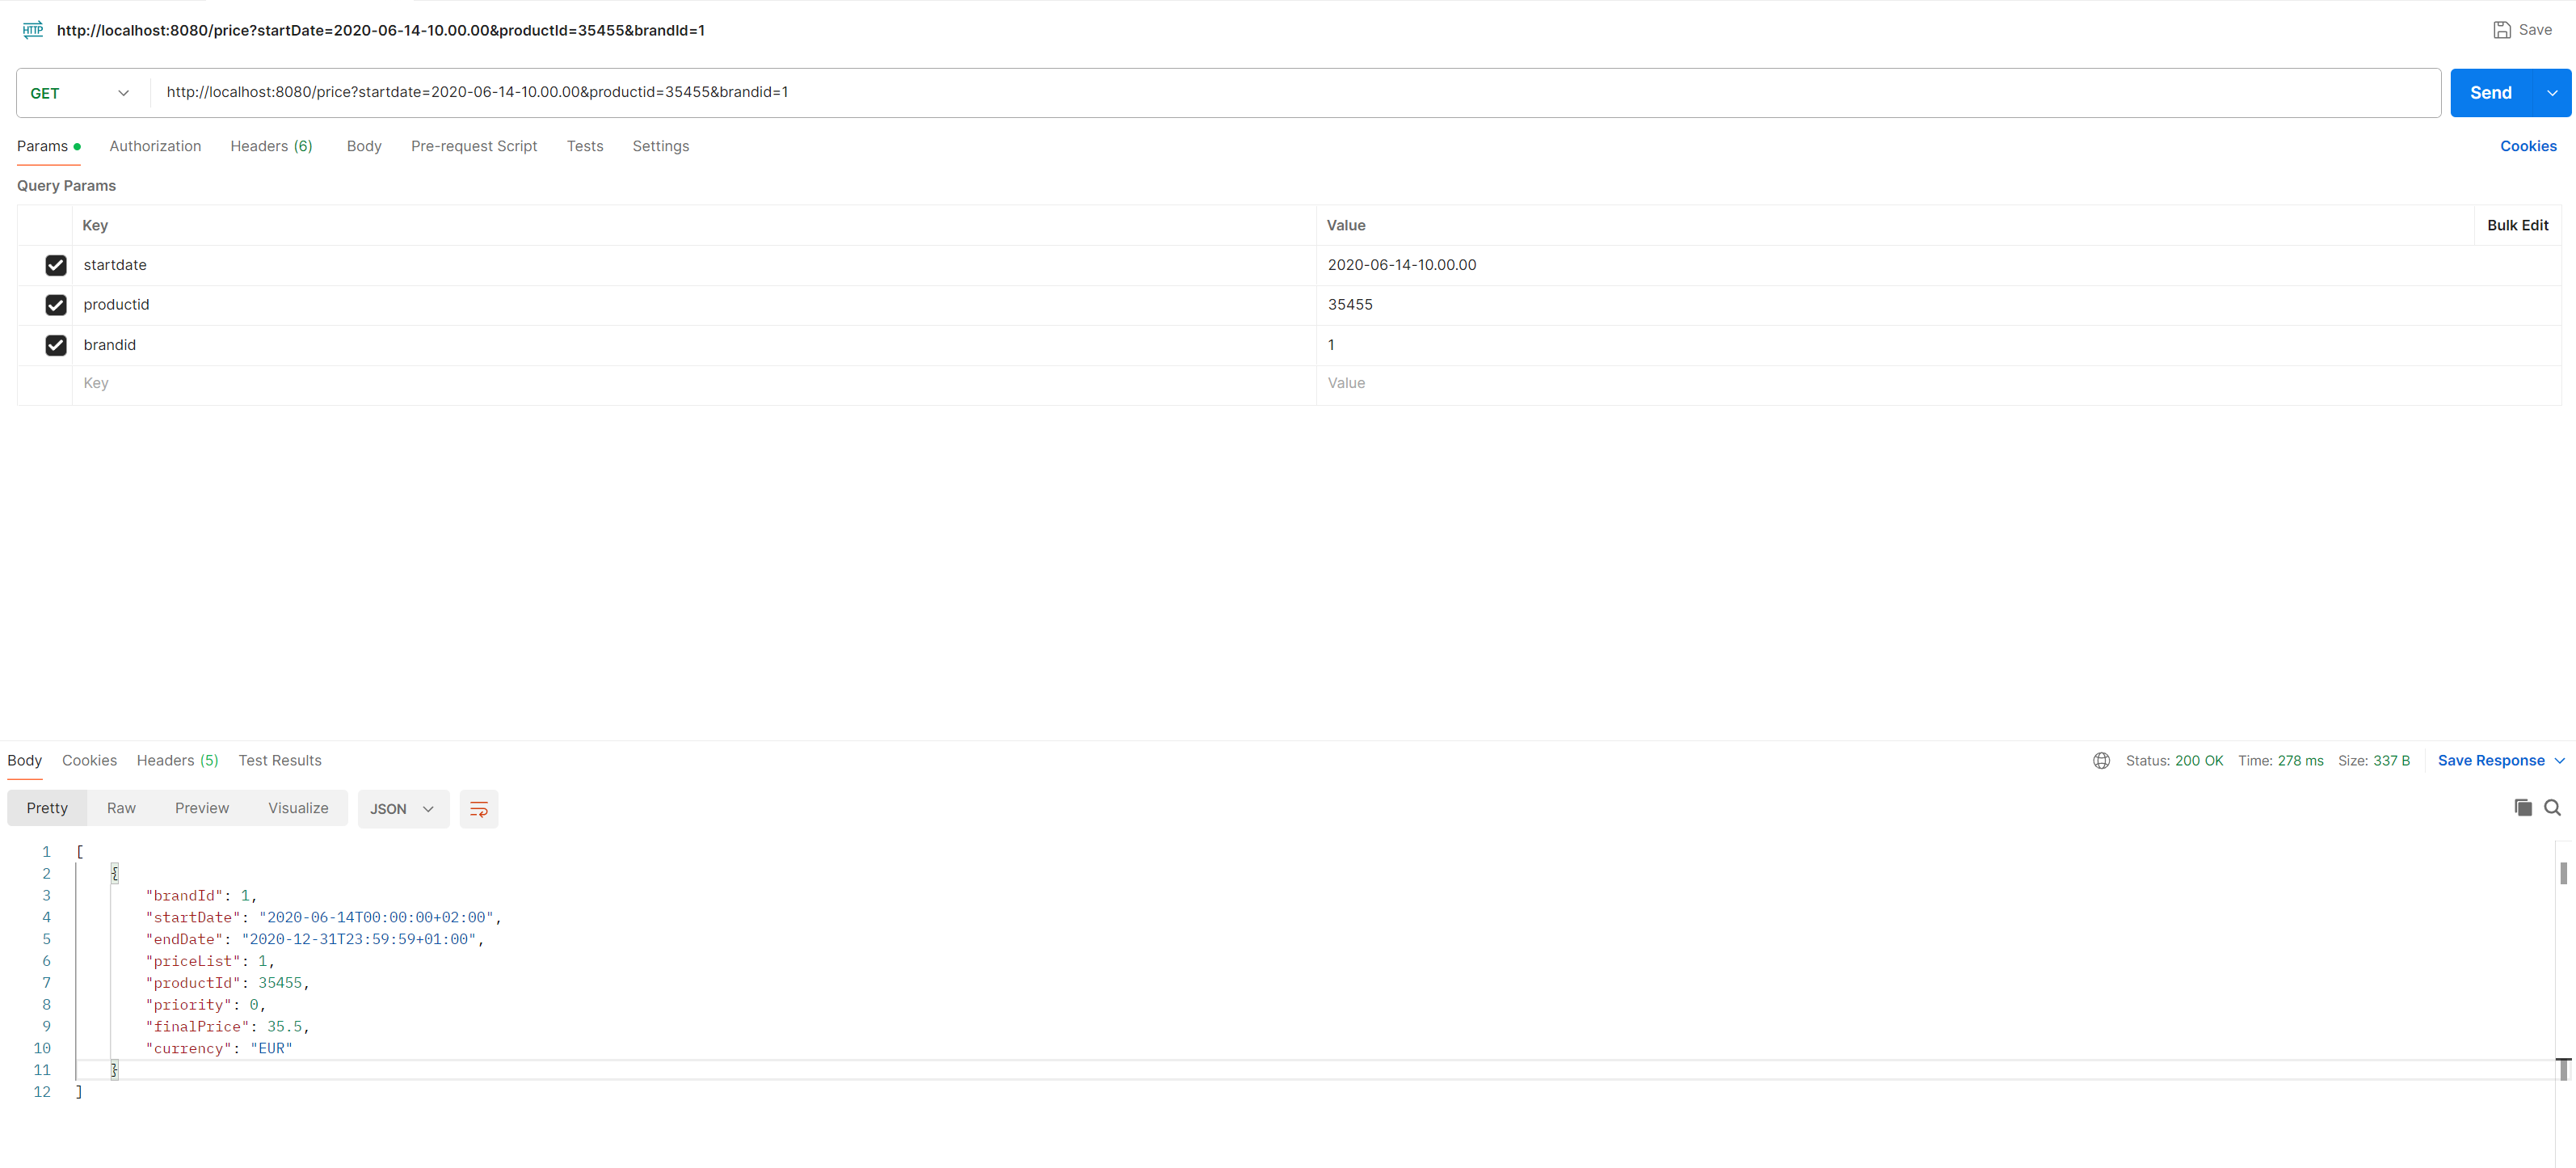 HTTP http://localhost:8080/price?startDate=2020-06-14-10.00.00&productId=35455&brandId=1 Save
GET http://localhost:8080/price?startdate=2020-06-14-10.00.00&productid=35455&brandid=1 Send
Params Authorization Headers (6) Body Pre-request Script Tests Settings Cookies
Query Params
Key Value Bulk Edit
startdate 2020-06-14-10.00.00
productid 35455
brandid 1
Key Value
Body Cookies Headers (5) Test Results Status: 200 OK Time: 278 ms Size: 337 B Save Response
Pretty Raw Preview Visualize JSON
1 [
2 {
3 "brandId": 1,
4 "startDate": "2020-06-14T00:00:00+02:00",
5 "endDate": "2020-12-31T23:59:59+01:00",
6 "priceList": 1,
7 "productId": 35455,
8 "priority": 0,
9 "finalPrice": 35.5,
10 "currency": "EUR"
11 }
12 ]